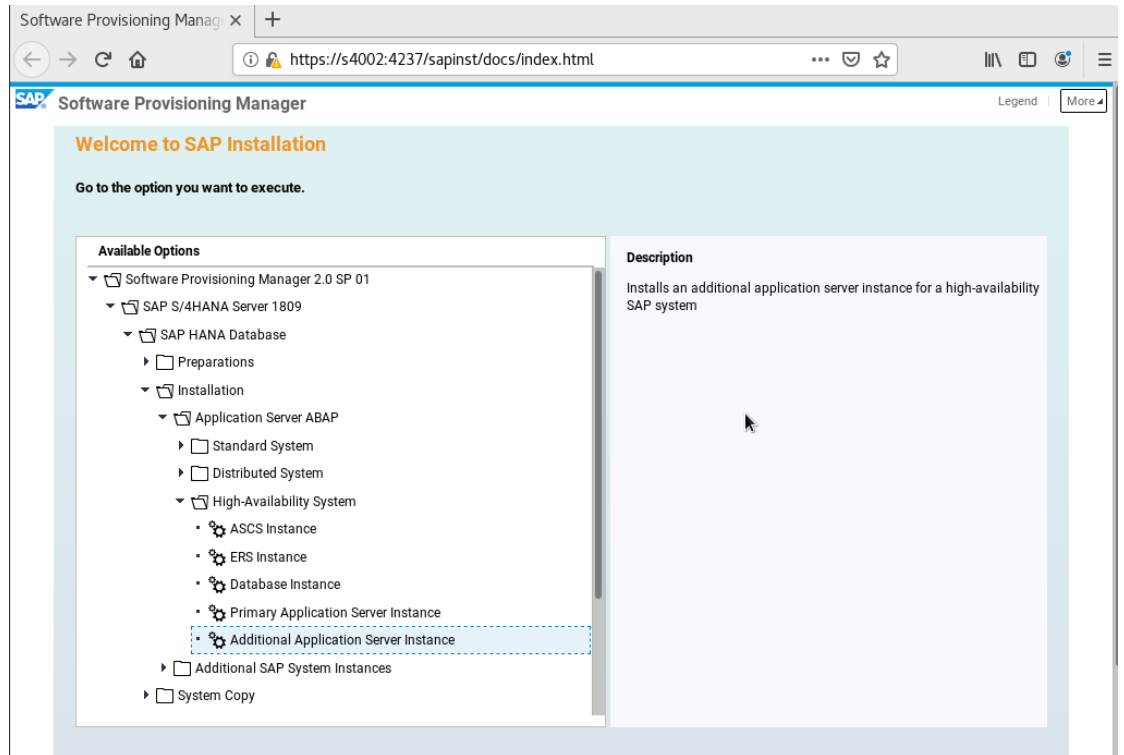 Software Provisioning Manag
https://s4002:4237/sapinst/docs/index.html
SAP Software Provisioning Manager
Legend
More
Welcome to SAP Installation
Go to the option you want to execute.
Available Options
Software Provisioning Manager 2.0 SP 01
SAP S/4HANA Server 1809
SAP HANA Database
Preparations
Installation
Application Server ABAP
Standard System
Distributed System
High-Availability System
ASCS Instance
ERS Instance
Database Instance
Primary Application Server Instance
Additional Application Server Instance
Additional SAP System Instances
System Copy
Description
Installs an additional application server instance for a high-availability
SAP system